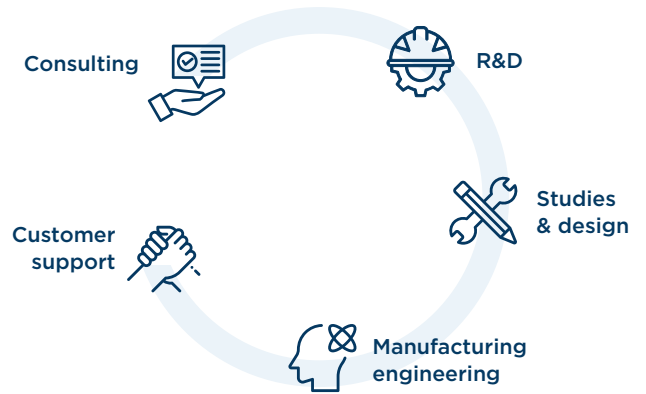 Consulting
R&D
Studies
& design
Customer
support
Manufacturing
engineering